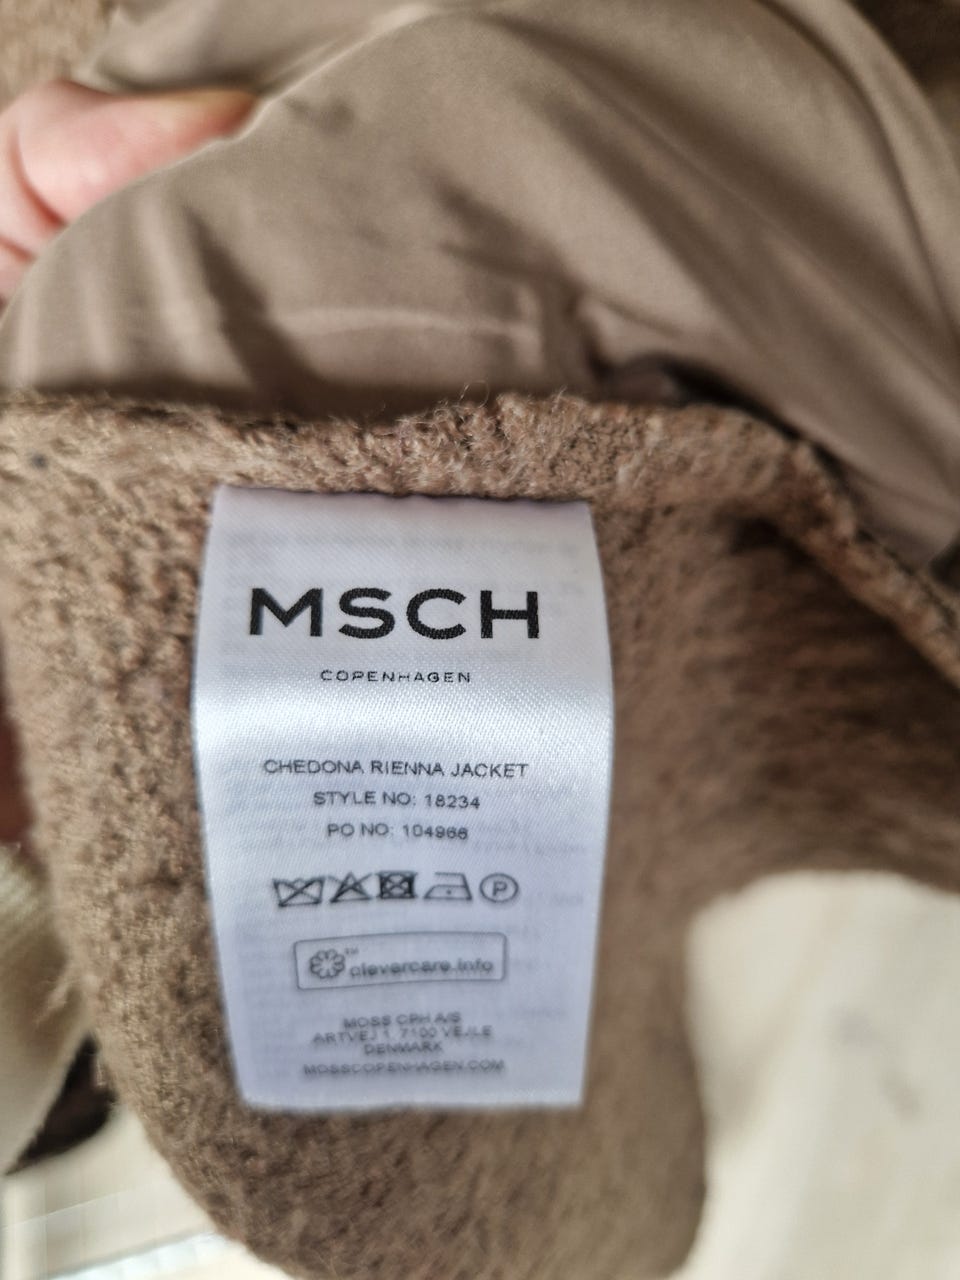 MSCH
COPENHAGEN
CHEDONA RIENNA JACKET
STYLE NO: 18234
PO NO: 104966
P
clevercare.info
MOSS CPH A/S
ARTVEJ 1, 7100 VEJLE
DENMARK
MOSSCOPENHAGEN.COM